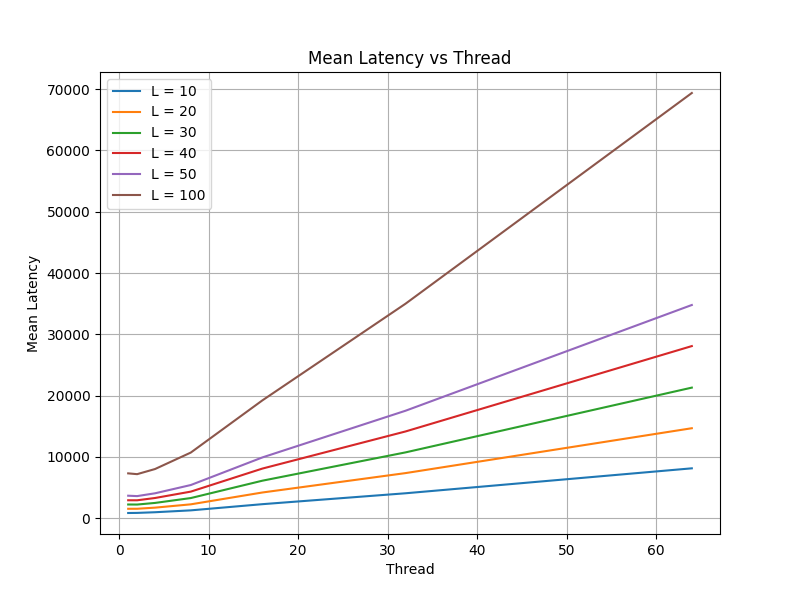 Mean Latency vs Thread
70000
60000
50000
40000
30000
20000
10000
0
Mean Latency
L = 10
L = 20
L = 30
L = 40
L = 50
L = 100
0 10 20 30 40 50 60
Thread